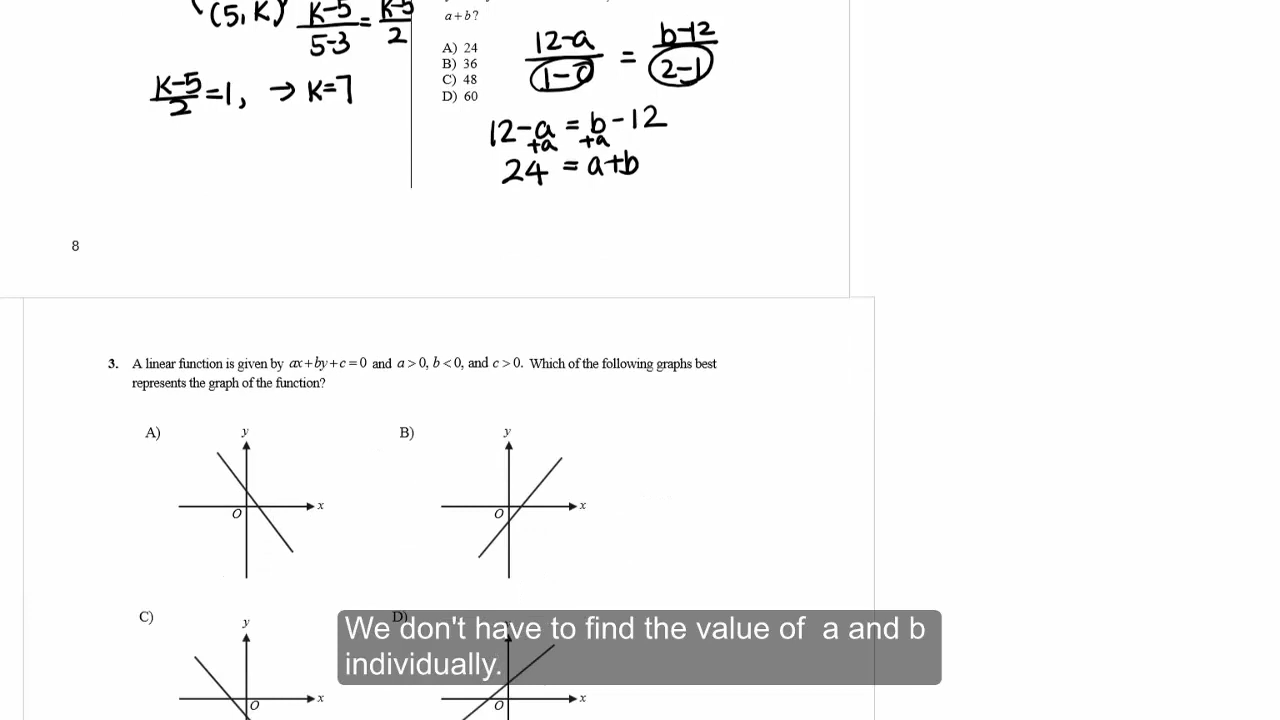 (5, K) K-5/5-3 = K-5/2
K-5/2 = 1, → K=7
a+b?
A) 24
B) 36
C) 48
D) 60
12-a/1-0 = b-12/2-1
12-a = b-12
+a +a
24 = a+b
8
3. A linear function is given by ax+by+c=0 and a>0, b<0, and c>0. Which of the following graphs best
represents the graph of the function?
A) y
O x
B) y
O x
C) y
O x
D)
O x
We don't have to find the value of a and b
individually.